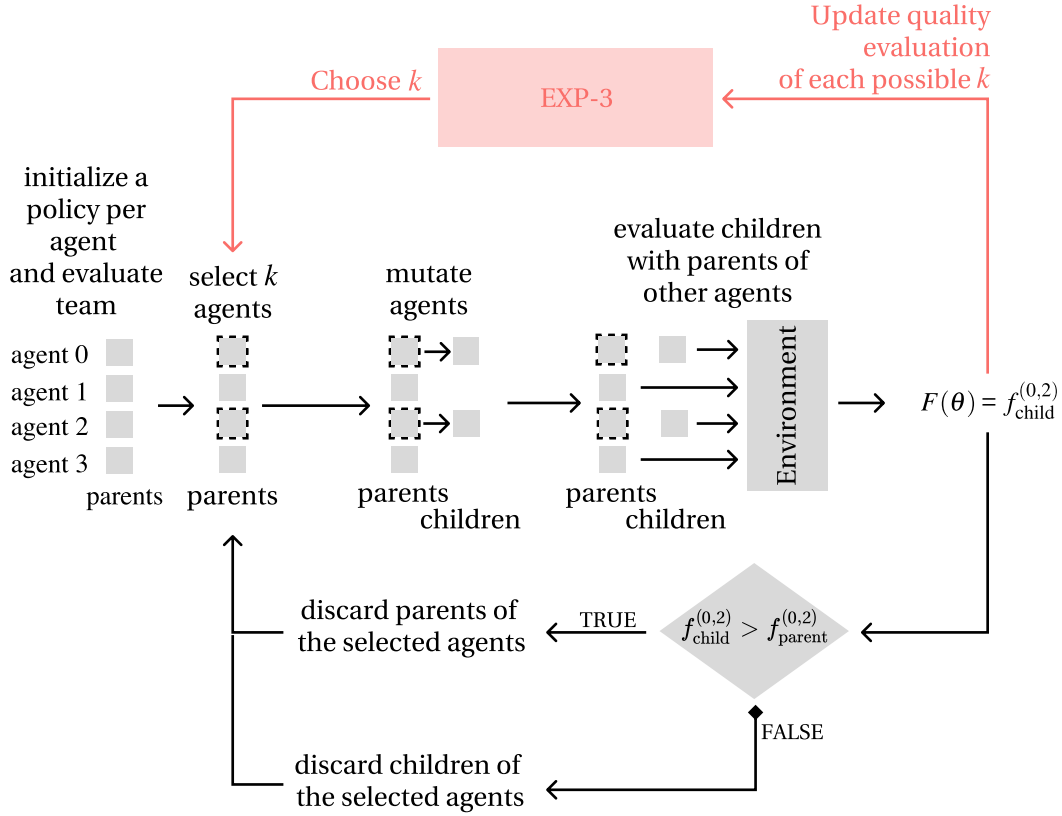 Update quality
evaluation
of each possible k
Choose k
EXP-3
initialize a
policy per
agent
and evaluate
team
select k
agents
mutate
agents
evaluate children
with parents of
other agents
agent 0
agent 1
agent 2
agent 3
parents
parents
parents
children
parents
children
Environment
F(θ) = f_child^(0,2)
discard parents of
the selected agents
TRUE
f_child^(0,2) > f_parent^(0,2)
FALSE
discard children of
the selected agents